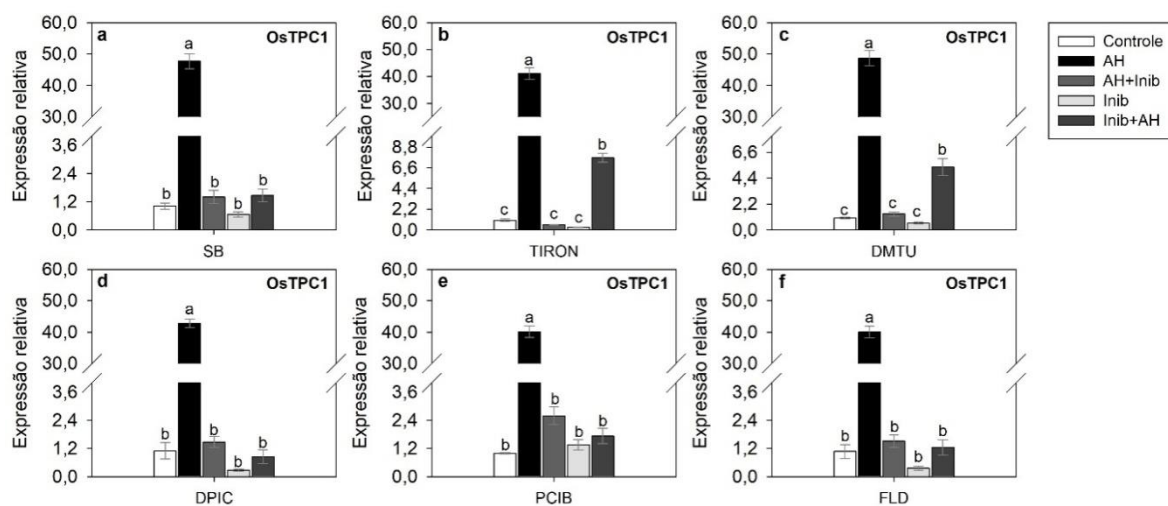 a OsTPC1
Expressão relativa
60,0
50,0
40,0
30,0
3,6
2,4
1,2
0,0
b a b b b
SB
b OsTPC1
Expressão relativa
60,0
50,0
40,0
30,0
8,8
6,6
4,4
2,2
0,0
c a c c b
TIRON
c OsTPC1
Expressão relativa
60,0
50,0
40,0
30,0
6,6
4,4
2,2
0,0
c a c c b
DMTU
Controle
AH
AH+Inib
Inib
Inib+AH
d OsTPC1
Expressão relativa
60,0
50,0
40,0
30,0
3,6
2,4
1,2
0,0
b a b b b
DPIC
e OsTPC1
Expressão relativa
60,0
50,0
40,0
30,0
3,6
2,4
1,2
0,0
b a b b b
PCIB
f OsTPC1
Expressão relativa
60,0
50,0
40,0
30,0
3,6
2,4
1,2
0,0
b a b b b
FLD